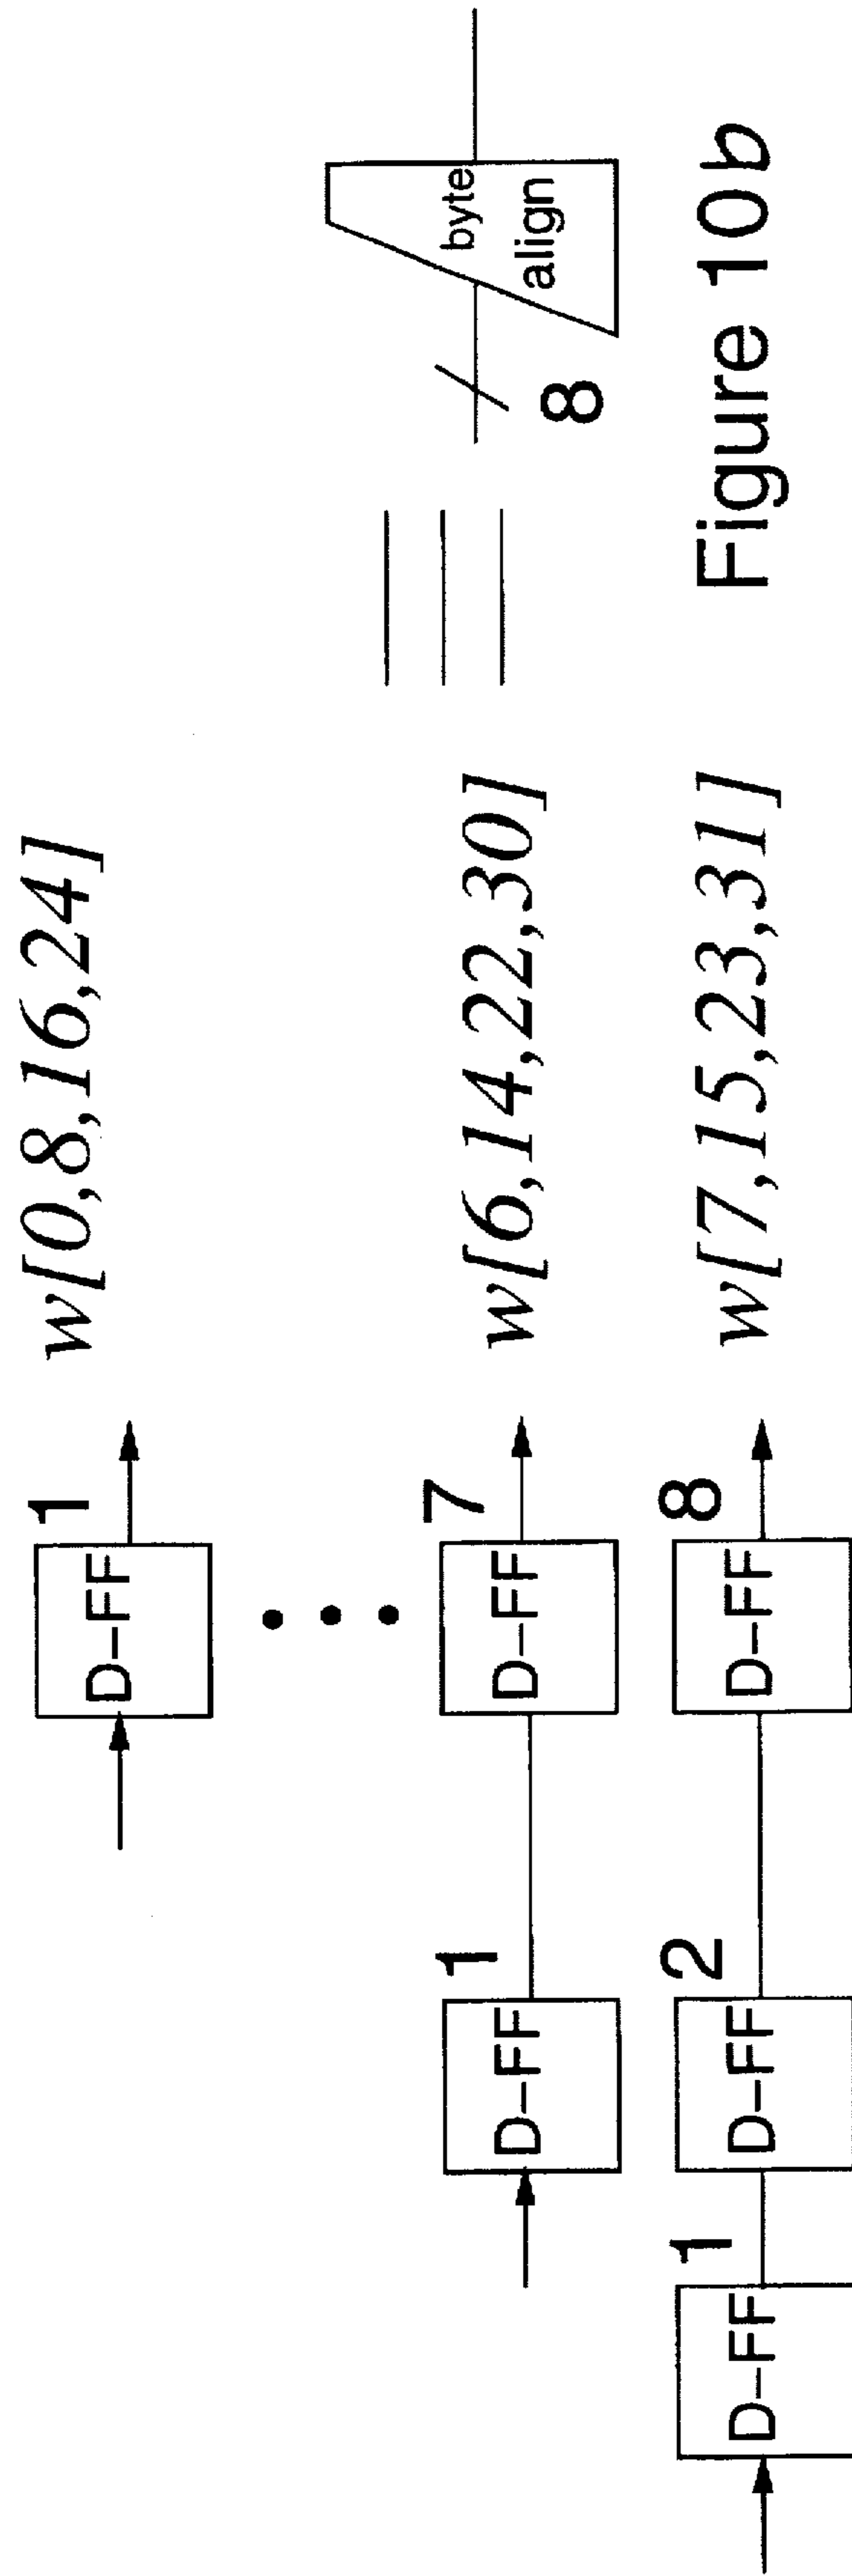 1
D–FF
w[0,8,16,24]
1
7
D–FF
D–FF
w[6,14,22,30]
1
2
8
D–FF
D–FF
D–FF
w[7,15,23,31]
byte
align
8
Figure 10b